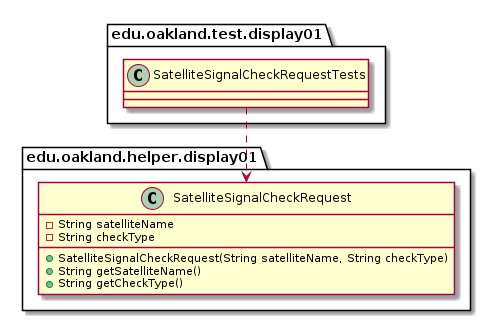 edu.oakland.test.display01
C SatelliteSignalCheckRequestTests
edu.oakland.helper.display01
C SatelliteSignalCheckRequest
String satelliteName
String checkType
SatelliteSignalCheckRequest(String satelliteName, String checkType)
String getSatelliteName()
String getCheckType()